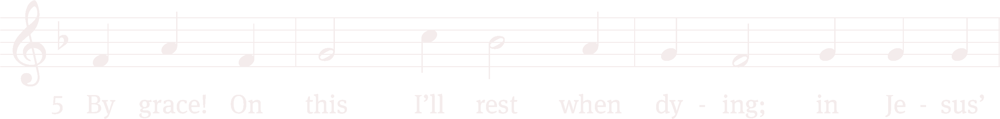 5 By grace! On this I’ll rest when dy - ing; in Je - sus’